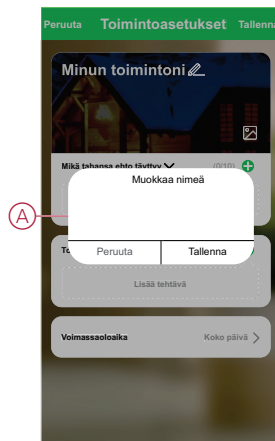 Peruuta Toimintoasetukset Tallenna
Minun toimintoni
Mikä tahansa ehto täyttyy (0/10)
Muokkaa nimeä
A
To
Peruuta Tallenna
Lisää tehtävä
Voimassaoloaika Koko päivä